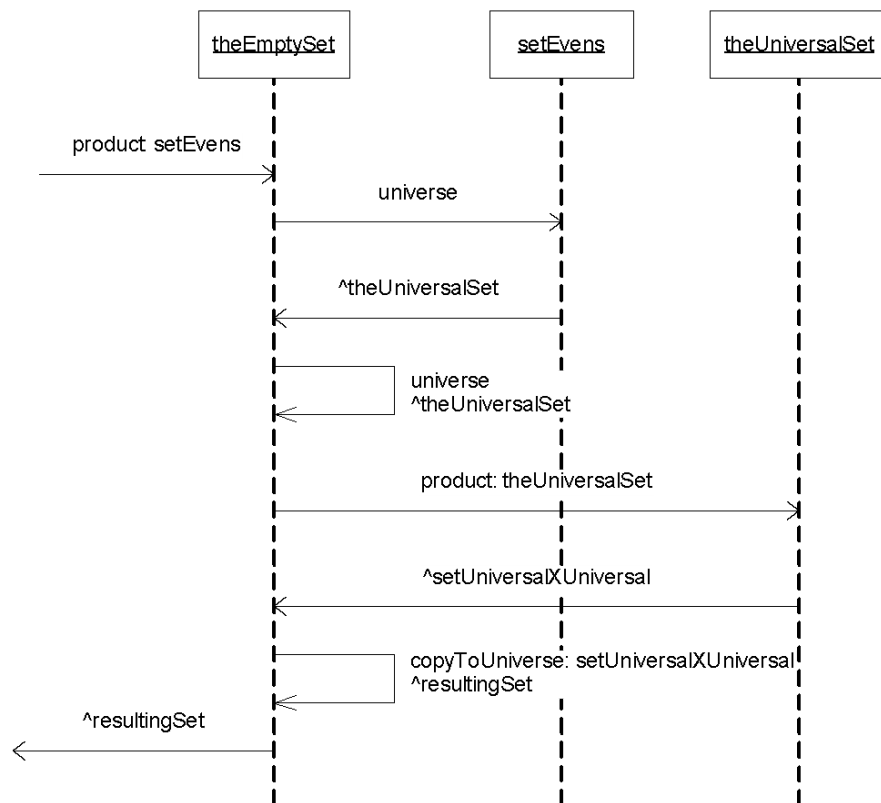 theEmptySet
setEvens
theUniversalSet
product: setEvens
universe
^theUniversalSet
universe
^theUniversalSet
product: theUniversalSet
^setUniversalXUniversal
copyToUniverse: setUniversalXUniversal
^resultingSet
^resultingSet